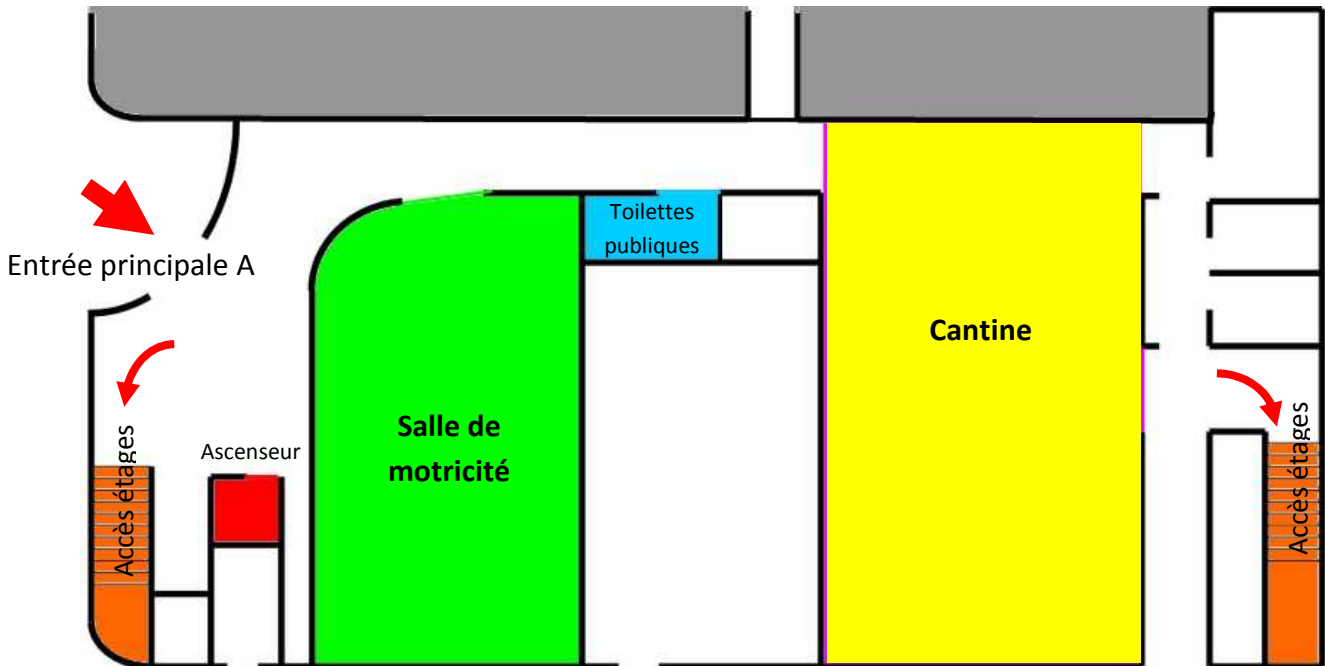 Toilettes
publiques
Entrée principale A
Cantine
Salle de
motricité
Ascenseur
Accès étages
Accès étages